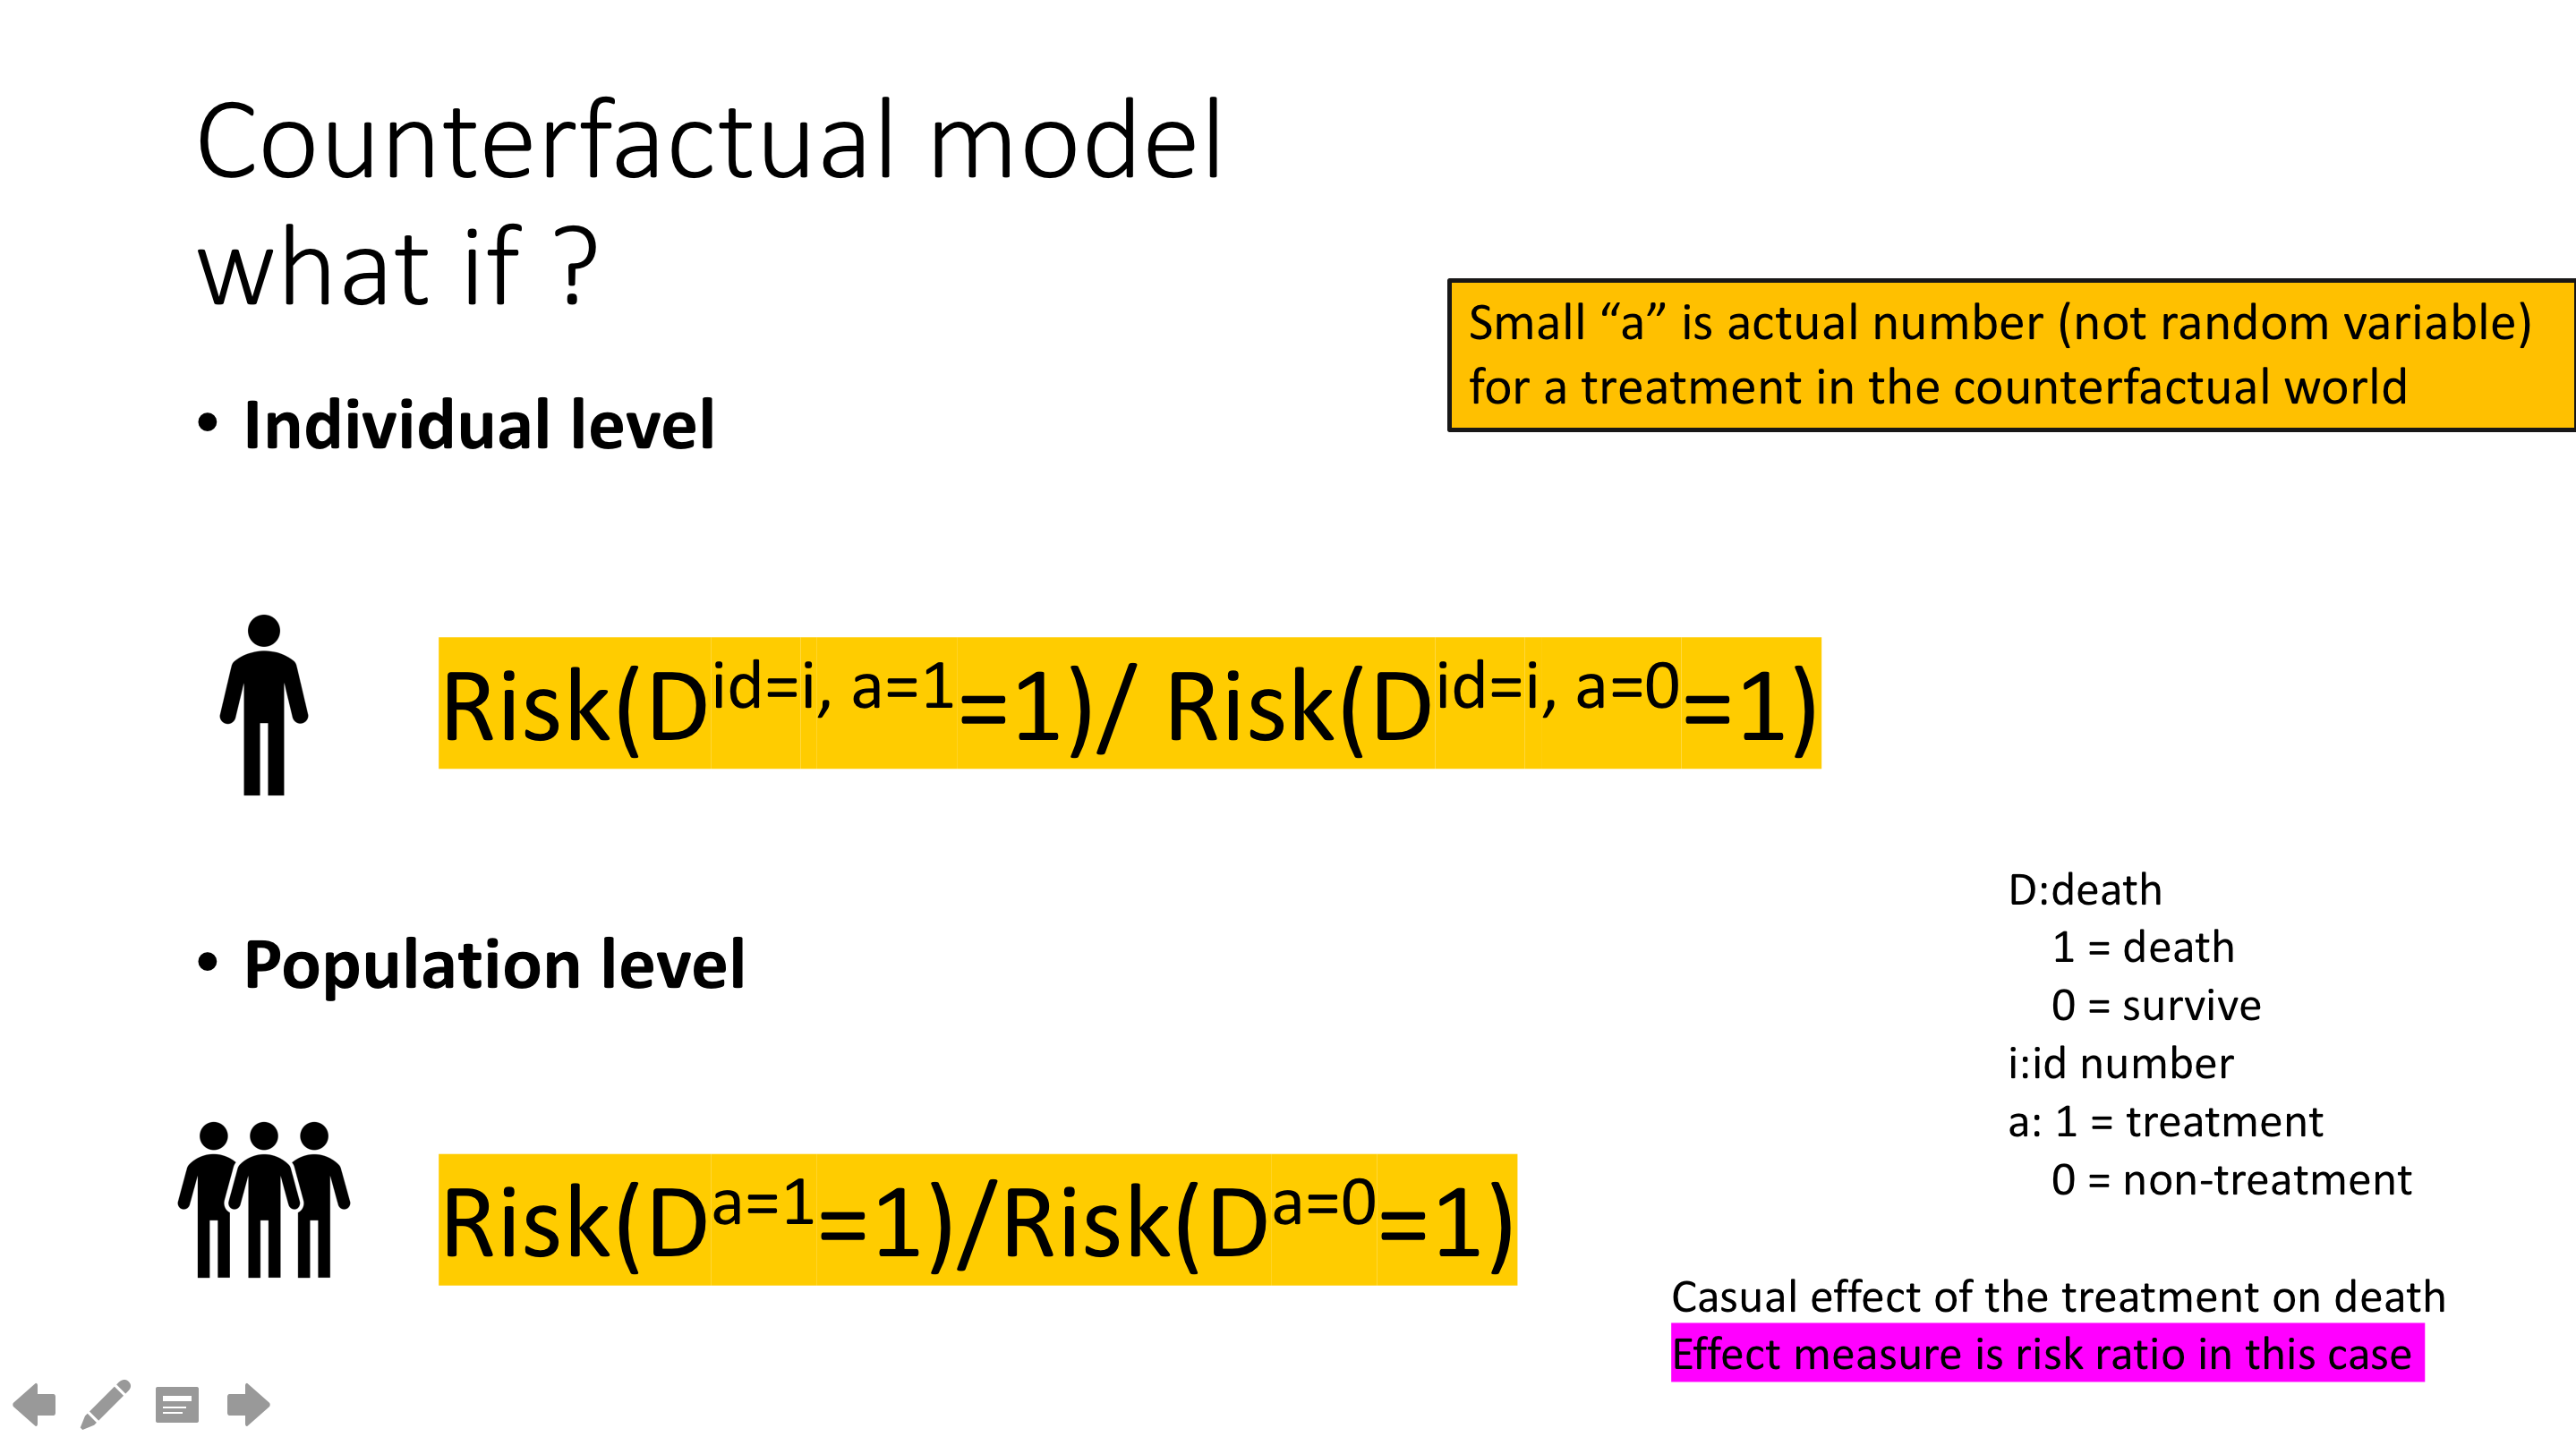 Counterfactual model
what if ?
Small “a” is actual number (not random variable)
for a treatment in the counterfactual world
• Individual level
Risk(D^id=i, a=1=1)/ Risk(D^id=i, a=0=1)
• Population level
Risk(D^a=1=1)/Risk(D^a=0=1)
D:death
1 = death
0 = survive
i:id number
a: 1 = treatment
0 = non-treatment
Casual effect of the treatment on death
Effect measure is risk ratio in this case